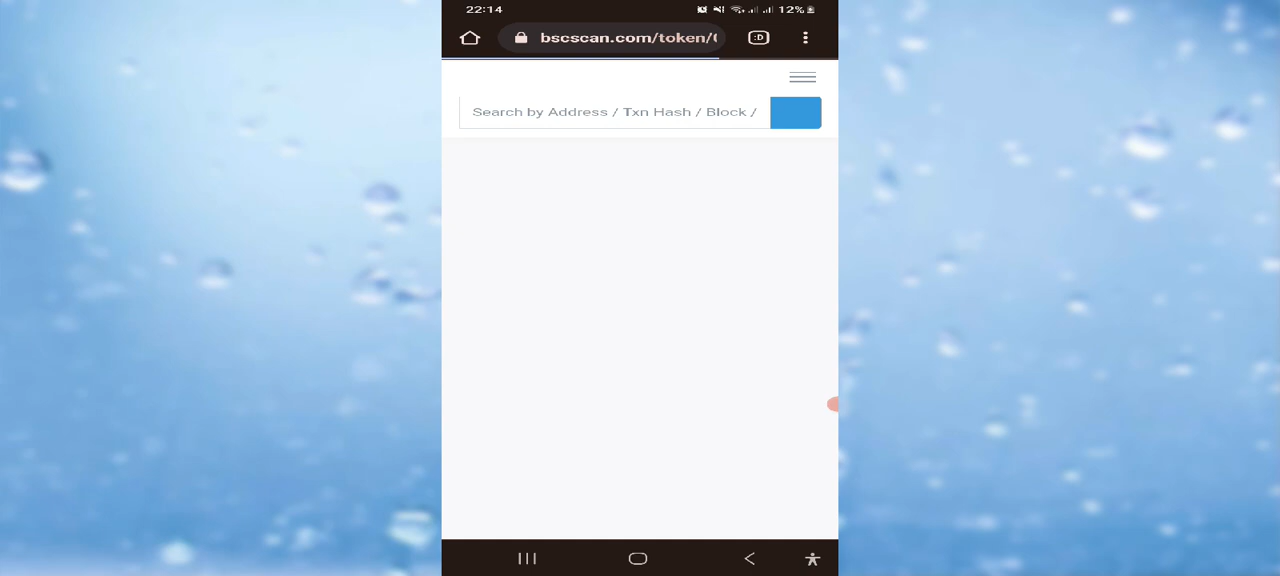 22:14
12%
bscscan.com/token/
:D
Search by Address / Txn Hash / Block /